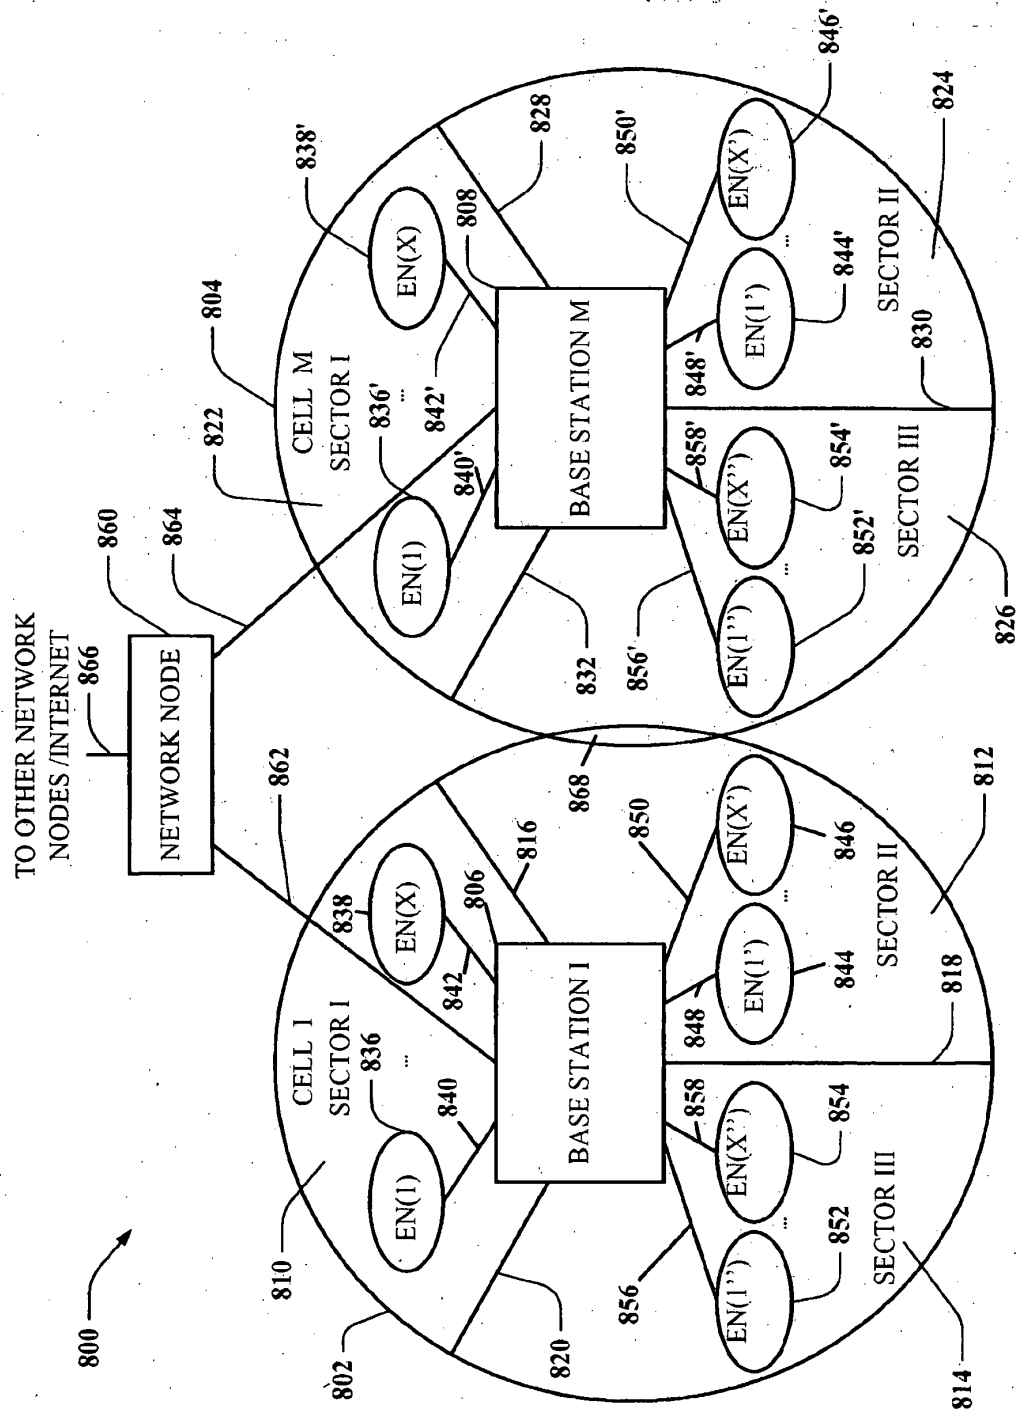 TO OTHER NETWORK
NODES /INTERNET
866
860
NETWORK NODE
862
864
800
802
810
CELL I
SECTOR I
836
EN(1)
840
...
838
EN(X)
842
806
816
820
BASE STATION I
856
858
848
850
EN(1'')
EN(X'')
...
852
854
EN(1')
EN(X')
...
844
846
SECTOR III
SECTOR II
814
818
812
868
804
822
CELL M
SECTOR I
836'
EN(1)
840'
...
838'
EN(X)
842'
808
828
832
BASE STATION M
856'
858'
848'
850'
EN(1'')
EN(X'')
...
852'
854'
EN(1')
EN(X')
...
844'
846'
SECTOR III
SECTOR II
826
830
824